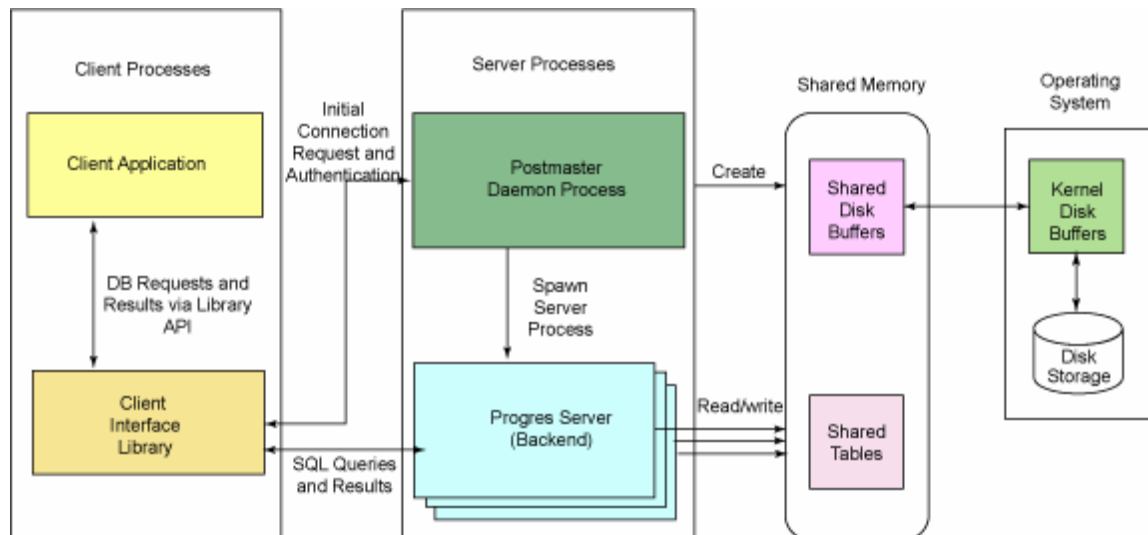 Client Processes
Client Application
DB Requests and
Results via Library
API
Client
Interface
Library
Initial
Connection
Request and
Authentication
SQL Queries
and Results
Server Processes
Postmaster
Daemon Process
Spawn
Server
Process
Progres Server
(Backend)
Create
Read/write
Shared Memory
Shared
Disk
Buffers
Shared
Tables
Operating
System
Kernel
Disk
Buffers
Disk
Storage